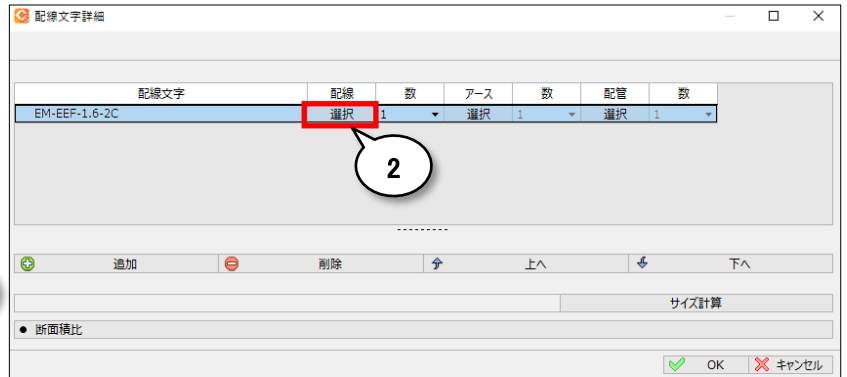 配線文字詳細
配線文字 配線 数 アース 数 配管 数
EM-EEF-1.6-2C 選択 1 選択 1 選択 1
2
追加 削除 上へ 下へ
サイズ計算
● 断面積比
OK キャンセル